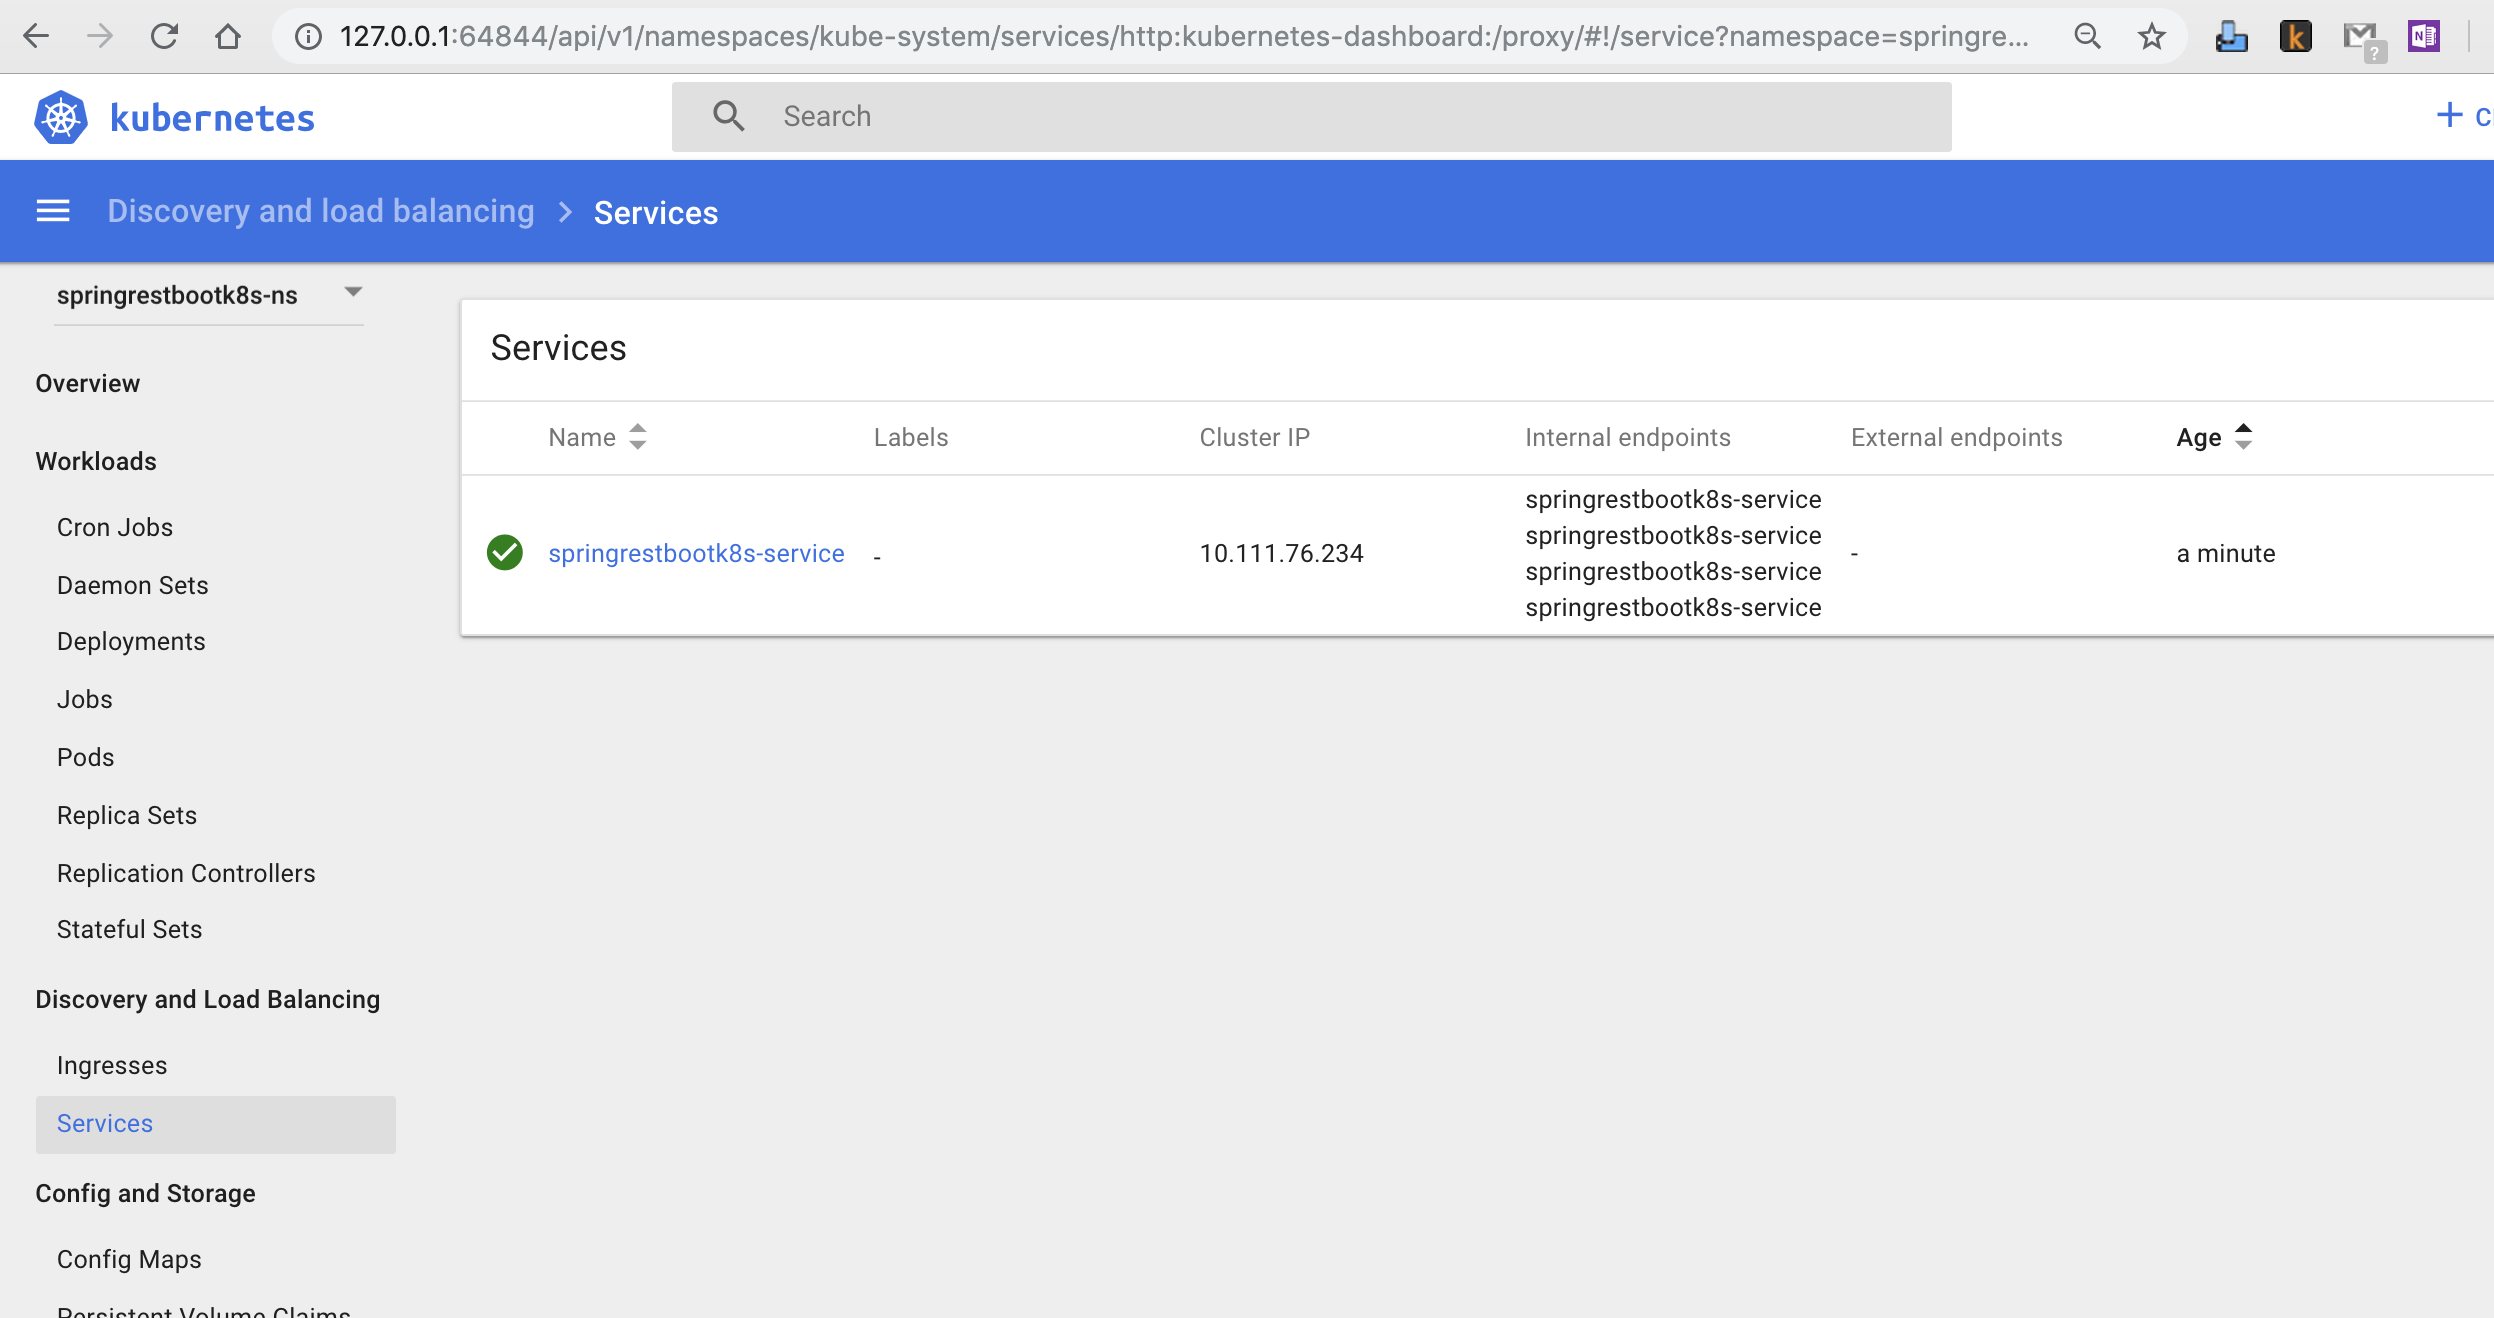 127.0.0.1:64844/api/v1/namespaces/kube-system/services/http:kubernetes-dashboard:/proxy/#!/service?namespace=springre...
kubernetes
Search
Discovery and load balancing > Services
springrestbootk8s-ns
Overview
Workloads
Cron Jobs
Daemon Sets
Deployments
Jobs
Pods
Replica Sets
Replication Controllers
Stateful Sets
Discovery and Load Balancing
Ingresses
Services
Config and Storage
Config Maps
Persistent Volume Claims
Services
Name Labels Cluster IP Internal endpoints External endpoints Age
springrestbootk8s-service - 10.111.76.234 springrestbootk8s-service - a minute
springrestbootk8s-service
springrestbootk8s-service
springrestbootk8s-service